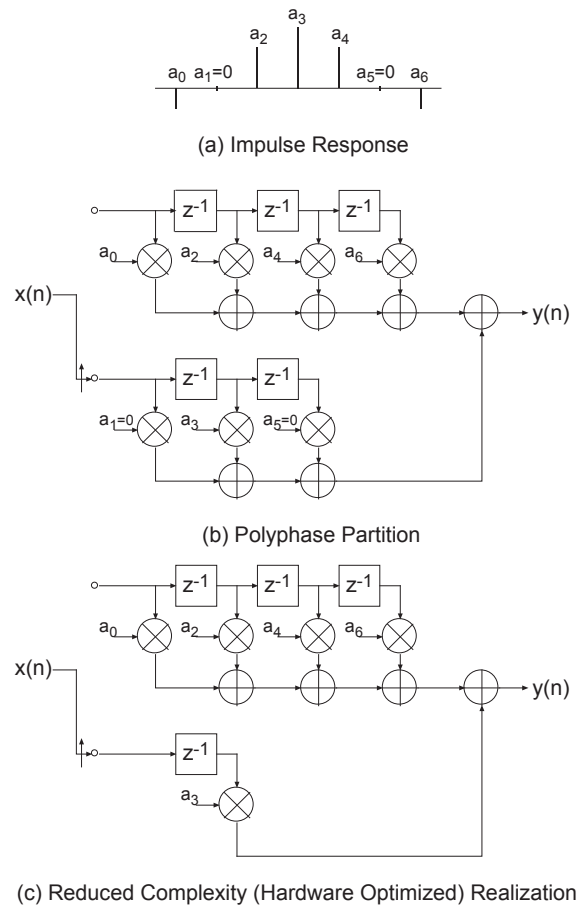 a₃
a₂ a₄
a₀ a₁=0 a₅=0 a₆
(a) Impulse Response
z⁻¹ z⁻¹ z⁻¹
a₀ a₂ a₄ a₆
x(n) y(n)
z⁻¹ z⁻¹
a₁=0 a₃ a₅=0
(b) Polyphase Partition
z⁻¹ z⁻¹ z⁻¹
a₀ a₂ a₄ a₆
x(n) y(n)
z⁻¹
a₃
(c) Reduced Complexity (Hardware Optimized) Realization